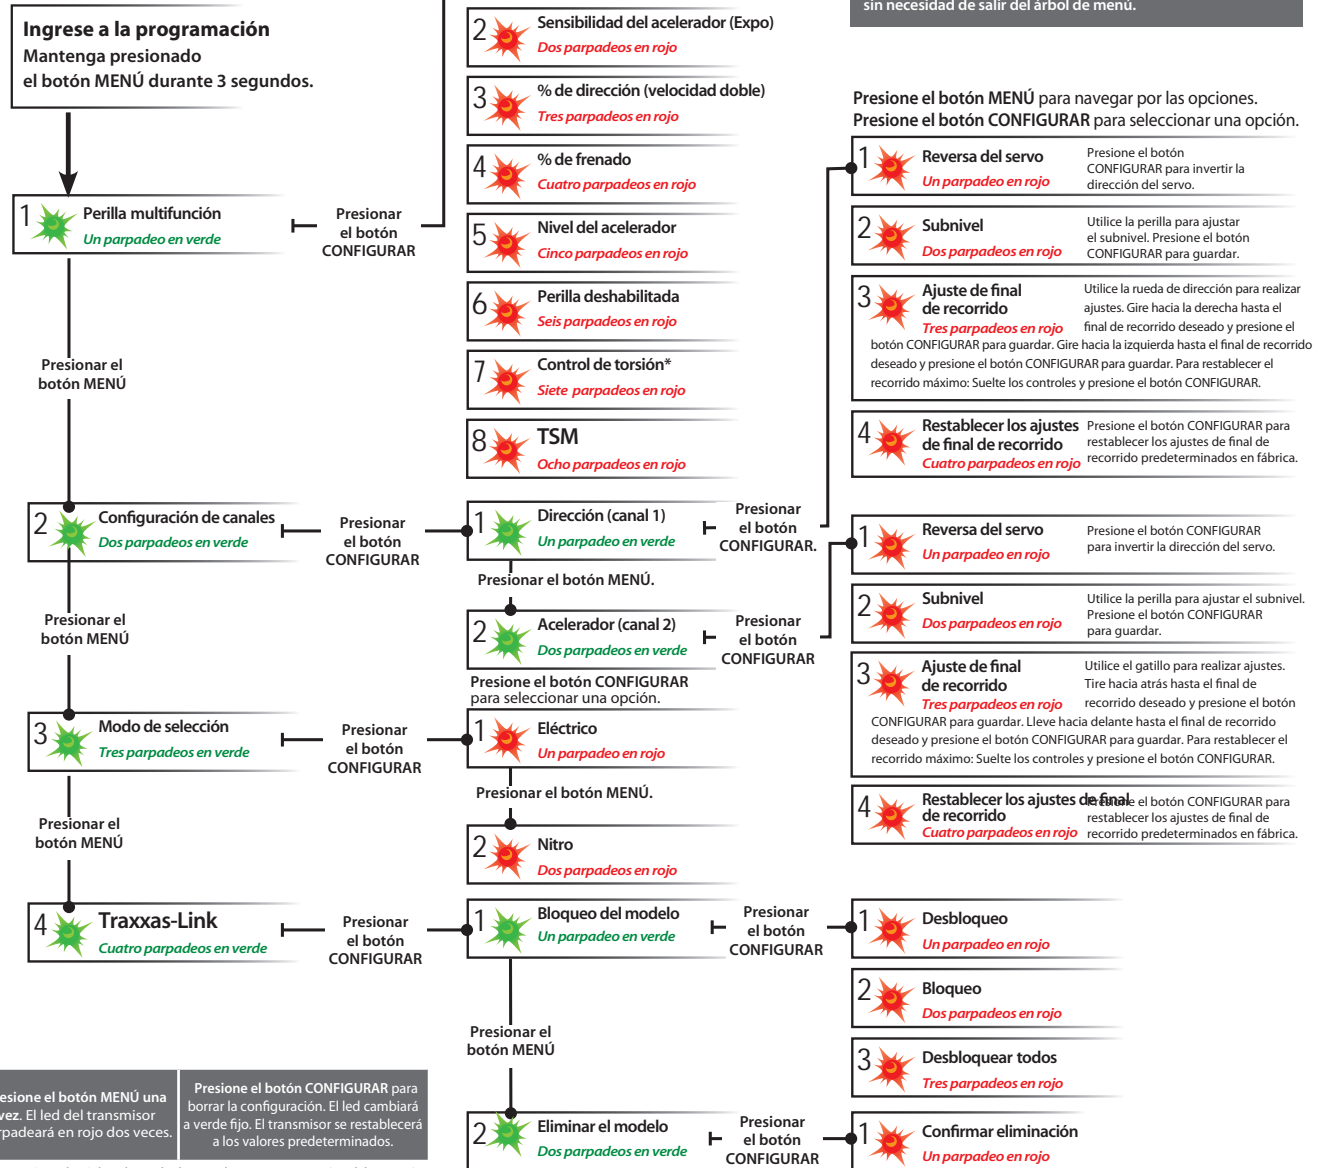 sin necesidad de salir del árbol de menú.
Ingrese a la programación
Mantenga presionado
el botón MENÚ durante 3 segundos.
1
Perilla multifunción
Un parpadeo en verde
Presionar
el botón
CONFIGURAR
2
Sensibilidad del acelerador (Expo)
Dos parpadeos en rojo
3
% de dirección (velocidad doble)
Tres parpadeos en rojo
4
% de frenado
Cuatro parpadeos en rojo
5
Nivel del acelerador
Cinco parpadeos en rojo
6
Perilla deshabilitada
Seis parpadeos en rojo
7
Control de torsión*
Siete parpadeos en rojo
8
TSM
Ocho parpadeos en rojo
Presionar el
botón MENÚ
2
Configuración de canales
Dos parpadeos en verde
Presionar
el botón
CONFIGURAR
1
Dirección (canal 1)
Un parpadeo en verde
Presionar
el botón
CONFIGURAR.
Presionar el botón MENÚ.
2
Acelerador (canal 2)
Dos parpadeos en verde
Presionar
el botón
CONFIGURAR
Presione el botón MENÚ para navegar por las opciones.
Presione el botón CONFIGURAR para seleccionar una opción.
1
Reversa del servo
Un parpadeo en rojo
Presione el botón
CONFIGURAR para invertir la
dirección del servo.
2
Subnivel
Dos parpadeos en rojo
Utilice la perilla para ajustar
el subnivel. Presione el botón
CONFIGURAR para guardar.
3
Ajuste de final
de recorrido
Tres parpadeos en rojo
Utilice la rueda de dirección para realizar
ajustes. Gire hacia la derecha hasta el
final de recorrido deseado y presione el
botón CONFIGURAR para guardar. Gire hacia la izquierda hasta el final de recorrido
deseado y presione el botón CONFIGURAR para guardar. Para restablecer el
recorrido máximo: Suelte los controles y presione el botón CONFIGURAR.
4
Restablecer los ajustes
de final de recorrido
Cuatro parpadeos en rojo
Presione el botón CONFIGURAR para
restablecer los ajustes de final de
recorrido predeterminados en fábrica.
1
Reversa del servo
Un parpadeo en rojo
Presione el botón CONFIGURAR
para invertir la dirección del servo.
2
Subnivel
Dos parpadeos en rojo
Utilice la perilla para ajustar el subnivel.
Presione el botón CONFIGURAR
para guardar.
3
Ajuste de final
de recorrido
Tres parpadeos en rojo
Utilice el gatillo para realizar ajustes.
Tire hacia atrás hasta el final de
recorrido deseado y presione el botón
CONFIGURAR para guardar. Lleve hacia delante hasta el final de recorrido
deseado y presione el botón CONFIGURAR para guardar. Para restablecer el
recorrido máximo: Suelte los controles y presione el botón CONFIGURAR.
4
Restablecer los ajustes de final
de recorrido
Cuatro parpadeos en rojo
Presione el botón CONFIGURAR para
restablecer los ajustes de final de
recorrido predeterminados en fábrica.
Presionar el
botón MENÚ
3
Modo de selección
Tres parpadeos en verde
Presionar
el botón
CONFIGURAR
Presione el botón CONFIGURAR
para seleccionar una opción.
1
Eléctrico
Un parpadeo en rojo
Presionar el botón MENÚ.
2
Nitro
Dos parpadeos en rojo
Presionar el
botón MENÚ
4
Traxxas-Link
Cuatro parpadeos en verde
Presionar
el botón
CONFIGURAR
1
Bloqueo del modelo
Un parpadeo en verde
Presionar
el botón
CONFIGURAR
1
Desbloqueo
Un parpadeo en rojo
2
Bloqueo
Dos parpadeos en rojo
3
Desbloquear todos
Tres parpadeos en rojo
Presionar el
botón MENÚ
2
Eliminar el modelo
Dos parpadeos en verde
Presionar
el botón
CONFIGURAR
1
Confirmar eliminación
Un parpadeo en rojo
esione el botón MENÚ una
vez. El led del transmisor
rpadeará en rojo dos veces.
Presione el botón CONFIGURAR para
borrar la configuración. El led cambiará
a verde fijo. El transmisor se restablecerá
a los valores predeterminados.